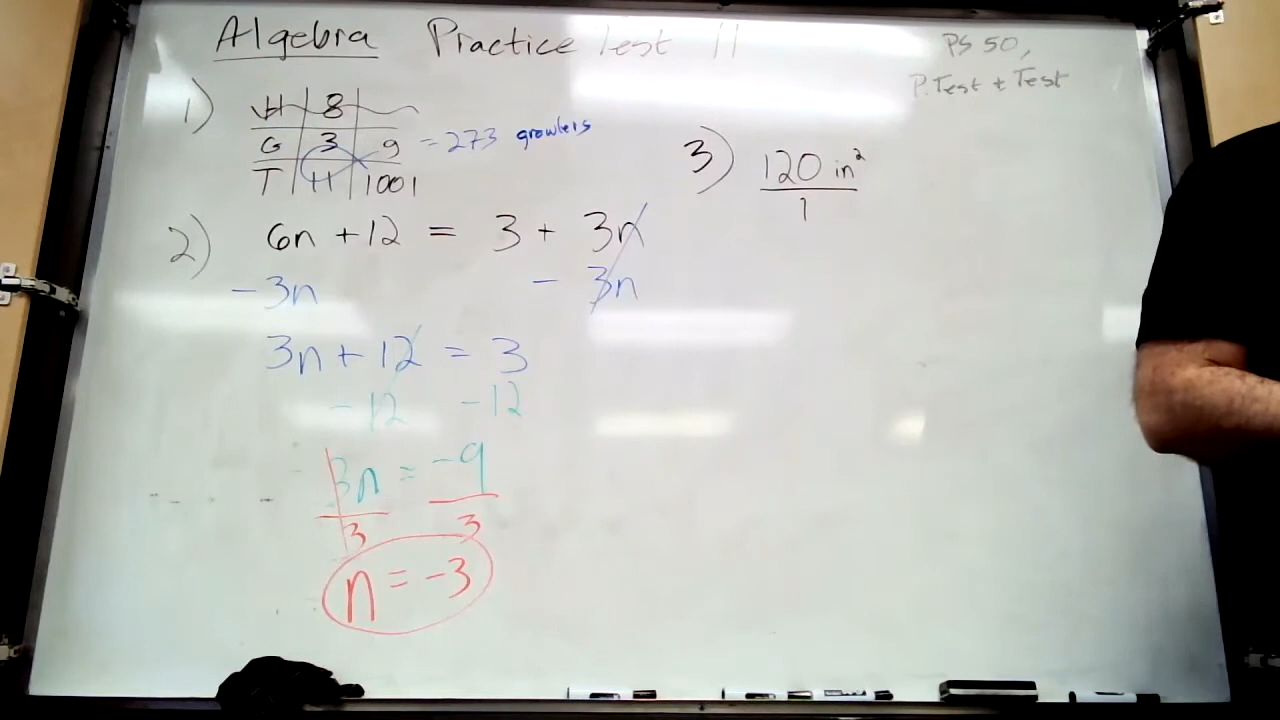 Algebra Practice Test 11
PS 50,
P. Test + Test
1)
H 8
G 3 g = 273 growlers
T 11 1001
2) 6n + 12 = 3 + 3n
- 3n - 3n
3n + 12 = 3
- 12 - 12
3n = -9
3 3
n = -3
3) 120 in²
1